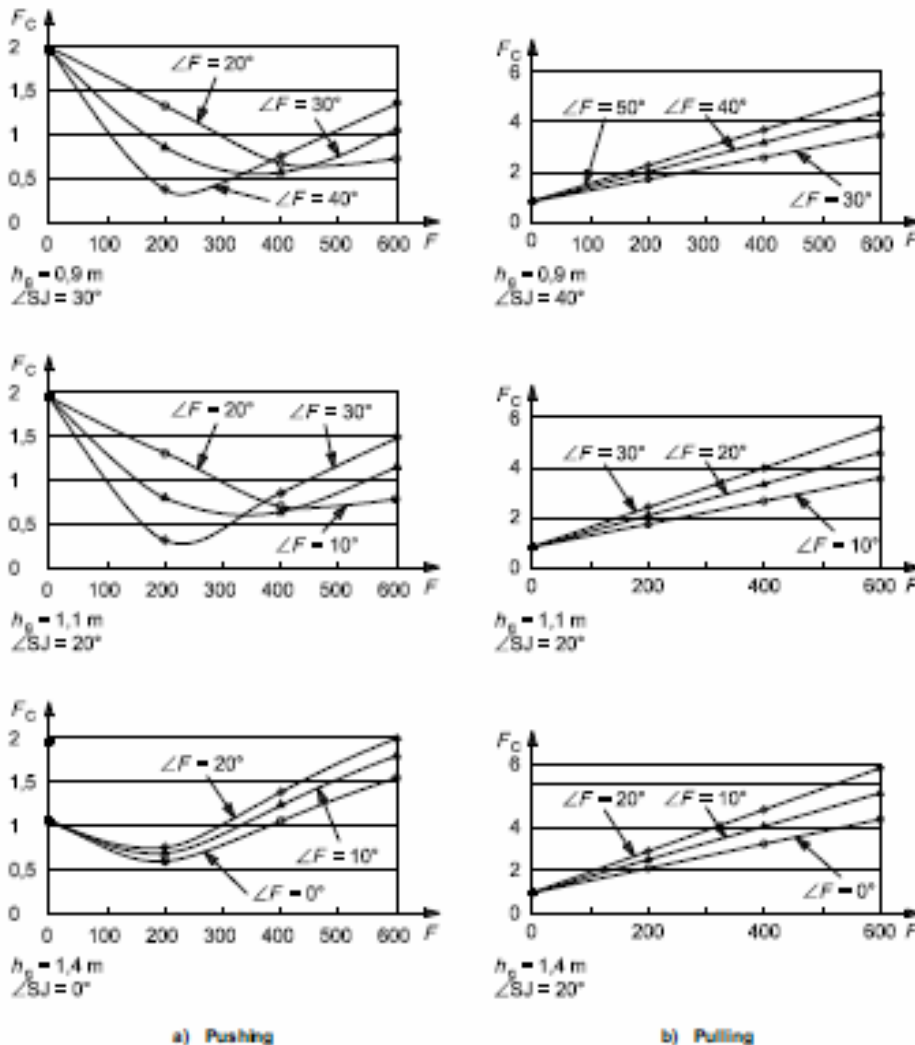 F_C
F_C
2
1,5
1
0,5
0
∠F = 20°
∠F = 30°
∠F = 40°
0 100 200 300 400 500 600 F
h_g = 0,9 m
∠SJ = 30°
6
4
2
0
∠F = 50°
∠F = 40°
∠F = 30°
0 100 200 300 400 500 600 F
h_g = 0,9 m
∠SJ = 40°
F_C
2
1,5
1
0,5
0
∠F = 20°
∠F = 30°
∠F = 10°
0 100 200 300 400 500 600 F
h_g = 1,1 m
∠SJ = 20°
F_C
6
4
2
0
∠F = 30°
∠F = 20°
∠F = 10°
0 200 400 600 F
h_g = 1,1 m
∠SJ = 20°
F_C
2
1,5
1
0,5
0
∠F = 20°
∠F = 10°
∠F = 0°
0 100 200 300 400 500 600 F
h_g = 1,4 m
∠SJ = 0°
F_C
6
4
2
0
∠F = 20°
∠F = 10°
∠F = 0°
0 200 400 600 F
h_g = 1,4 m
∠SJ = 20°
a) Pushing
b) Pulling